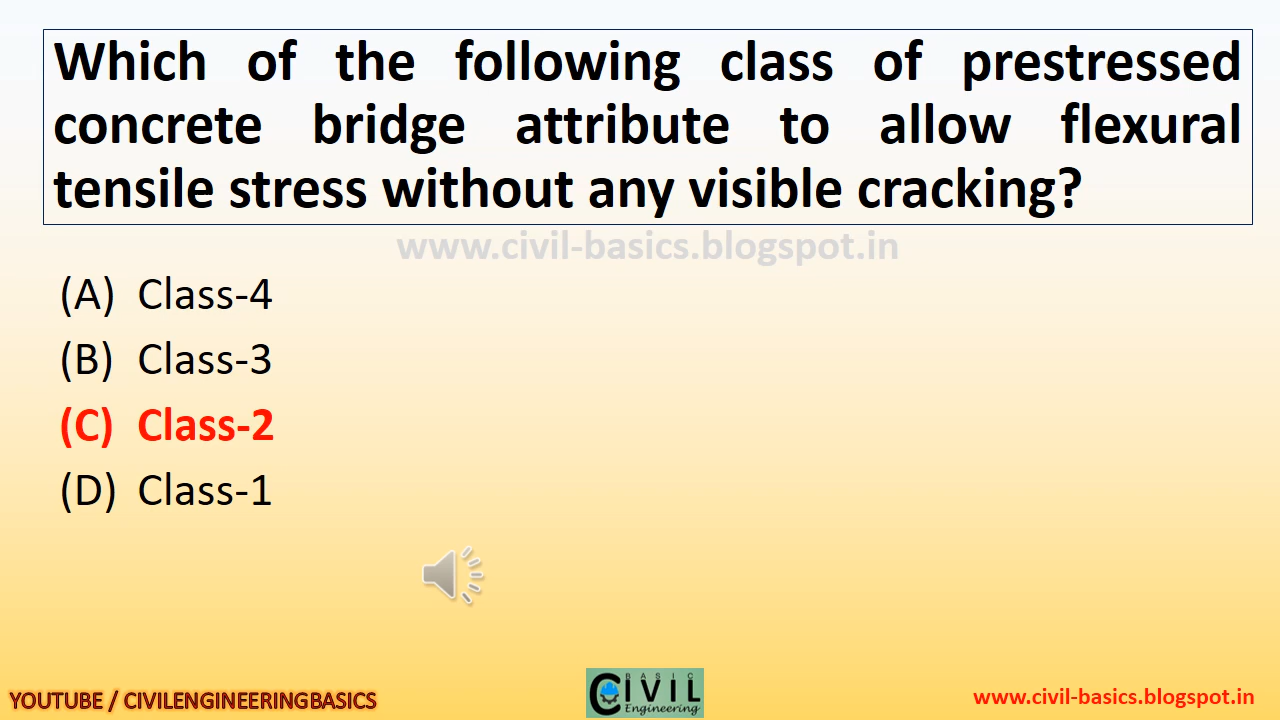 Which of the following class of prestressed
concrete bridge attribute to allow flexural
tensile stress without any visible cracking?
www.civil-basics.blogspot.in
(A) Class-4
(B) Class-3
(C) Class-2
(D) Class-1
YOUTUBE / CIVILENGINEERINGBASICS
BASIC
CIVIL
Engineering
www.civil-basics.blogspot.in